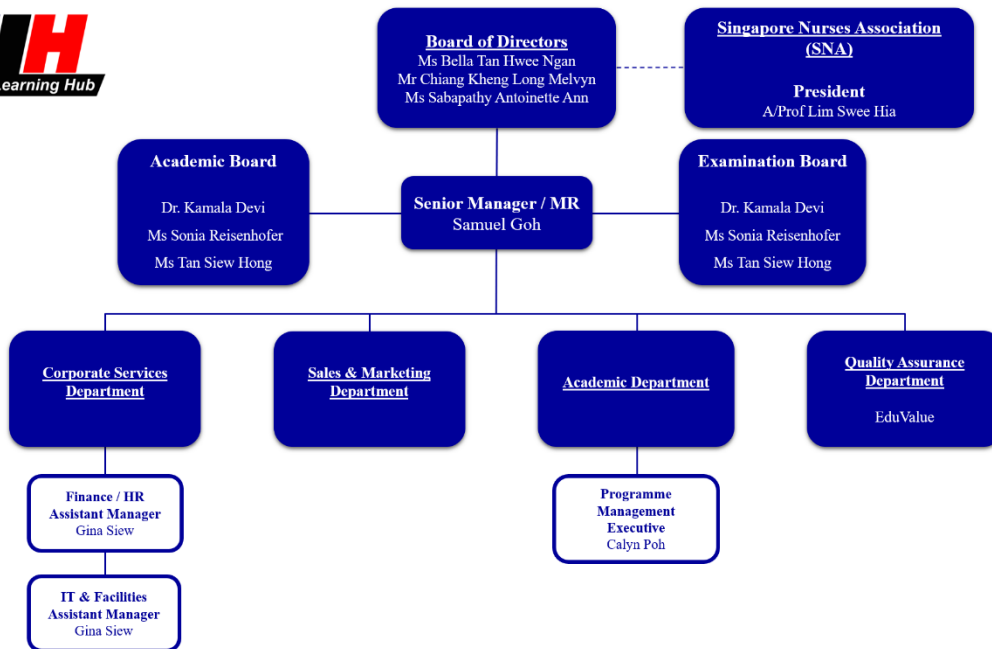 H
Learning Hub
Board of Directors
Ms Bella Tan Hwee Ngan
Mr Chiang Kheng Long Melvyn
Ms Sabapathy Antoinette Ann
Singapore Nurses Association
(SNA)
President
A/Prof Lim Swee Hia
Academic Board
Dr. Kamala Devi
Ms Sonia Reisenhofer
Ms Tan Siew Hong
Senior Manager / MR
Samuel Goh
Examination Board
Dr. Kamala Devi
Ms Sonia Reisenhofer
Ms Tan Siew Hong
Corporate Services
Department
Sales & Marketing
Department
Academic Department
Quality Assurance
Department
EduValue
Finance / HR
Assistant Manager
Gina Siew
Programme
Management
Executive
Calyn Poh
IT & Facilities
Assistant Manager
Gina Siew